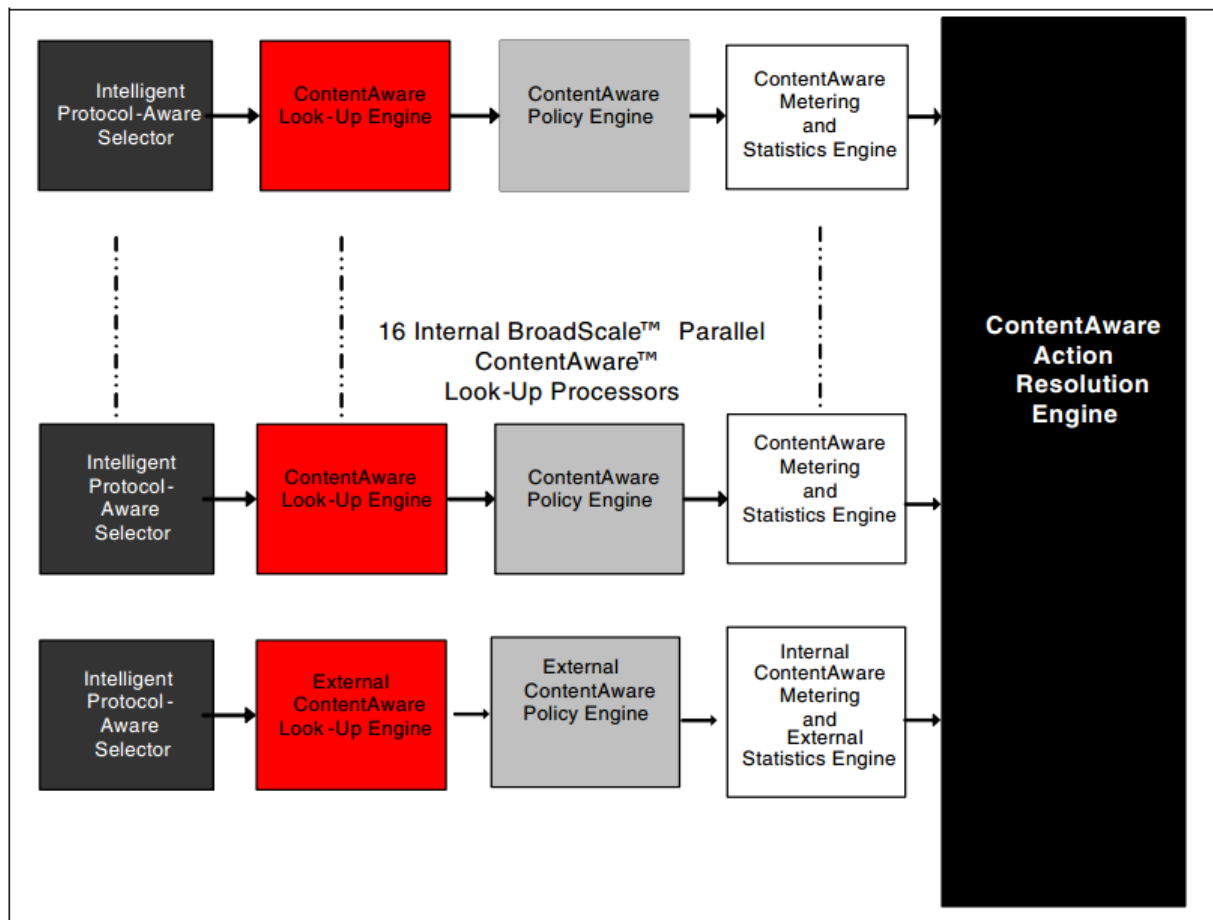 Intelligent
Protocol-Aware
Selector
ContentAware
Look-Up Engine
ContentAware
Policy Engine
ContentAware
Metering
and
Statistics Engine
16 Internal BroadScale™ Parallel
ContentAware™
Look-Up Processors
ContentAware
Action
Resolution
Engine
Intelligent
Protocol-
Aware
Selector
ContentAware
Look-Up Engine
ContentAware
Policy Engine
ContentAware
Metering
and
Statistics Engine
Intelligent
Protocol-
Aware
Selector
External
ContentAware
Look-Up Engine
External
ContentAware
Policy Engine
Internal
ContentAware
Metering
and
External
Statistics Engine